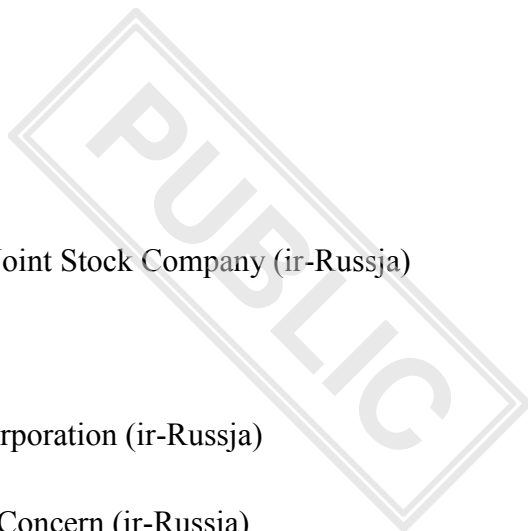 PUBLIC
Joint Stock Company (ir-Russja)
rporation (ir-Russja)
Concern (ir-Russja)